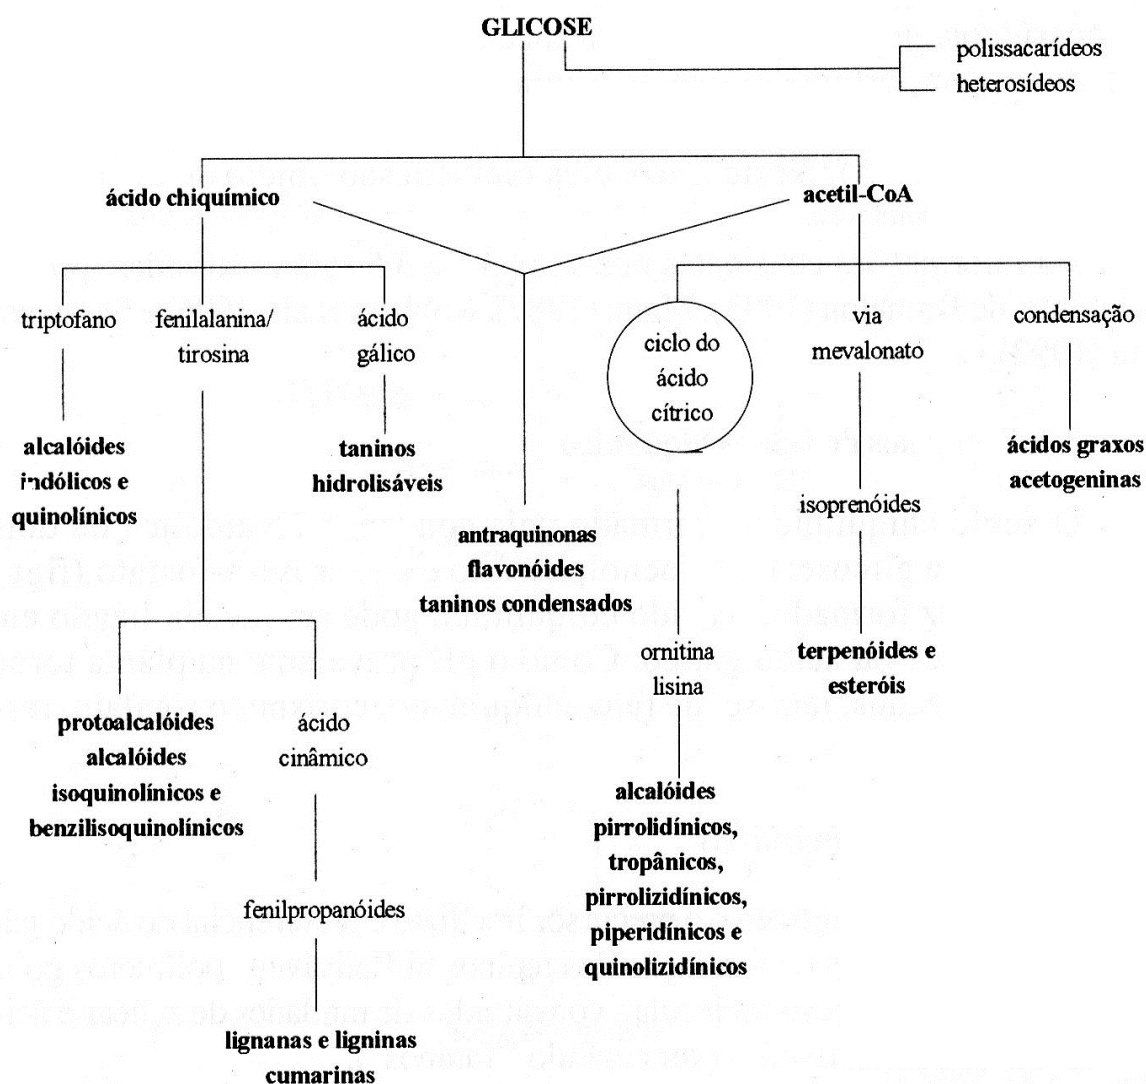 GLICOSE
polissacarídeos
heterosídeos
ácido chiquímico
acetil-CoA
triptofano
fenilalanina/
tirosina
ácido
gálico
ciclo do
ácido
cítrico
via
mevalonato
condensação
alcalóides
indólicos e
quinolínicos
taninos
hidrolisáveis
ácidos graxos
acetogeninas
isoprenóides
antraquinonas
flavonóides
taninos condensados
ornitina
lisina
terpenóides e
esteróis
protoalcalóides
alcalóides
isoquinolínicos e
benzilisoquinolínicos
ácido
cinâmico
alcalóides
pirrolidínicos,
tropânicos,
pirrolizidínicos,
piperidínicos e
quinolizidínicos
fenilpropanóides
lignanas e ligninas
cumarinas